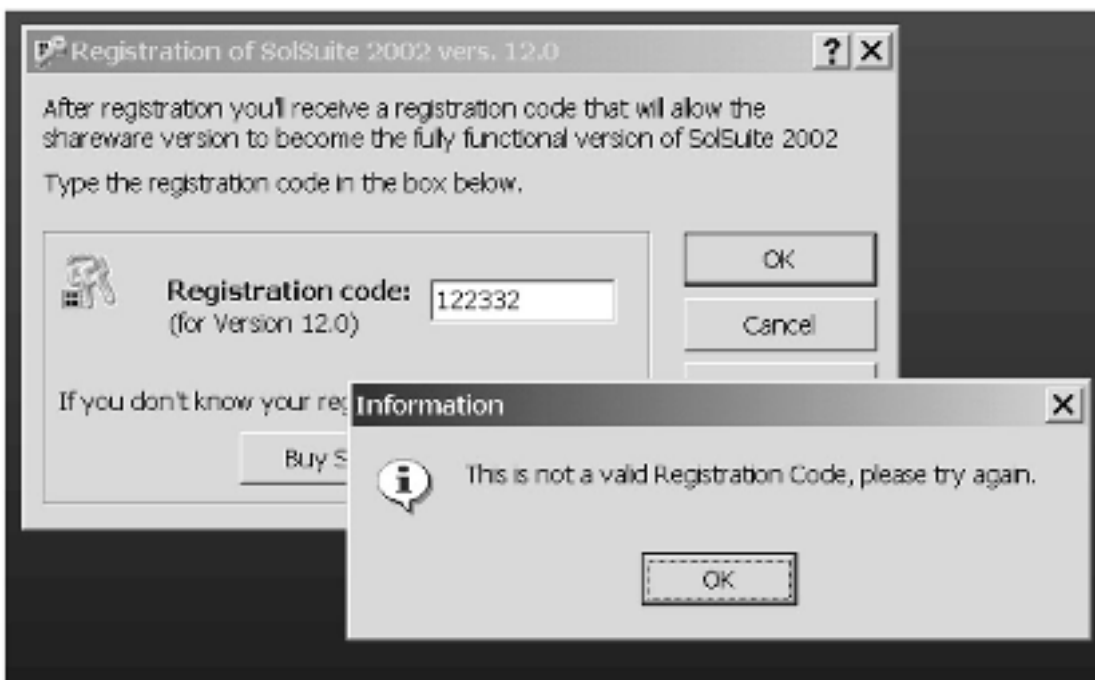 Registration of SolSuite 2002 vers. 12.0
After registration you'll receive a registration code that will allow the
shareware version to become the fully functional version of SolSuite 2002
Type the registration code in the box below.
Registration code:
122332
(for Version 12.0)
OK
Cancel
If you don't know your reg
Buy S
Information
This is not a valid Registration Code, please try again.
OK